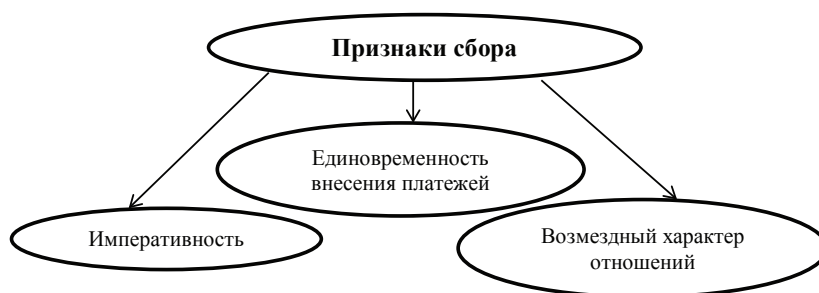 Признаки сбора
Единовременность
внесения платежей
Императивность
Возмездный характер
отношений